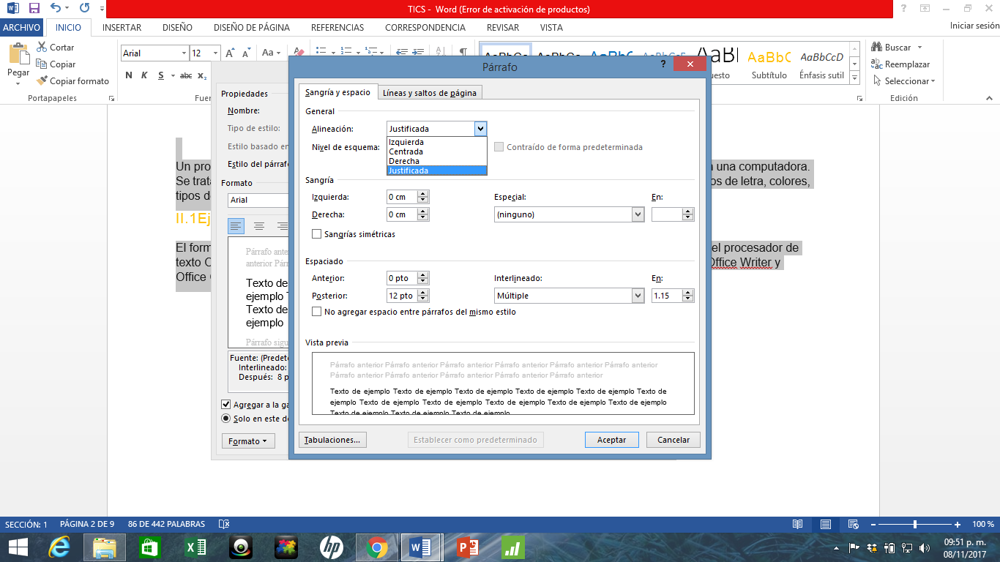 TICS - Word (Error de activación de productos)
ARCHIVO INICIO INSERTAR DISEÑO DISEÑO DE PÁGINA REFERENCIAS CORRESPONDENCIA REVISAR VISTA Iniciar sesión
Pegar
Cortar
Copiar
Copiar formato
Portapapeles
Arial 12
Aa
N K S abc x₂
Fuer
AaBbCc AaBbCcE AaBbC AaBbCcD
uesto Subtítulo Énfasis sutil
Buscar
Reemplazar
Seleccionar
Edición
Propiedades
Nombre:
Tipo de estilo:
Estilo basado en
Estilo del párrafo
Formato
Arial
Párrafo ante
anterior Párr
Texto de
ejemplo T
Texto de
ejemplo
Párrafo sigu
Fuente: (Predete
Interlineado:
Después: 8 p
Agregar a la ga
Solo en este do
Formato
Párrafo
Sangría y espacio
Líneas y saltos de página
General
Alineación: Justificada
Izquierda
Centrada
Derecha
Justificada
Nivel de esquema:
Contraído de forma predeterminada
Sangría
Izquierda: 0 cm Especial: En:
Derecha: 0 cm (ninguno)
Sangrías simétricas
Espaciado
Anterior: 0 pto Interlineado: En:
Posterior: 12 pto Múltiple 1.15
No agregar espacio entre párrafos del mismo estilo
Vista previa
Párrafo anterior Párrafo anterior Párrafo anterior Párrafo anterior Párrafo anterior Párrafo anterior
Párrafo anterior Párrafo anterior Párrafo anterior Párrafo anterior Párrafo anterior
Texto de ejemplo Texto de ejemplo Texto de ejemplo Texto de ejemplo Texto de ejemplo Texto de
ejemplo Texto de ejemplo Texto de ejemplo Texto de ejemplo Texto de ejemplo Texto de ejemplo
Texto de ejemplo Texto de ejemplo Texto de ejemplo
Tabulaciones... Establecer como predeterminado Aceptar Cancelar
Un pro
una computadora.
Se trata
os de letra, colores,
tipos de
II.1Ej
El form
el procesador de
texto O
Office Writer y
Office
SECCIÓN: 1 PÁGINA 2 DE 9 86 DE 442 PALABRAS 100 %
09:51 p. m.
08/11/2017